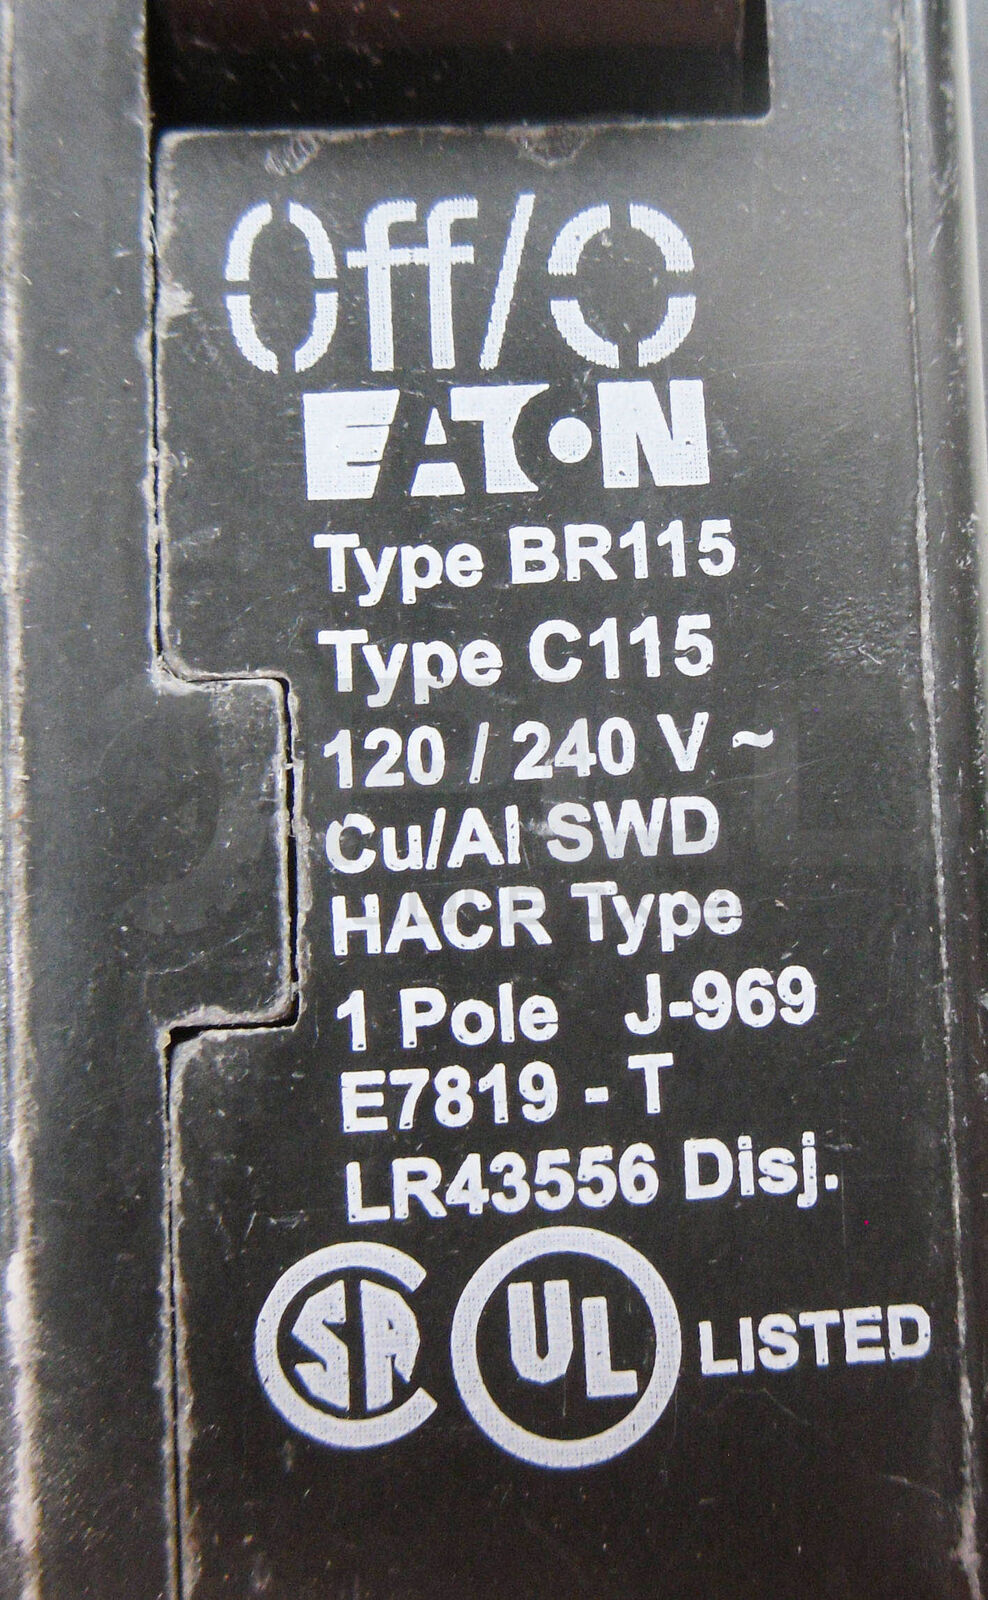 Off/O
EATON
Type BR115
Type C115
120 / 240 V ~
Cu/Al SWD
HACR Type
1 Pole J-969
E7819 - T
LR43556 Disj.
CSA UL LISTED